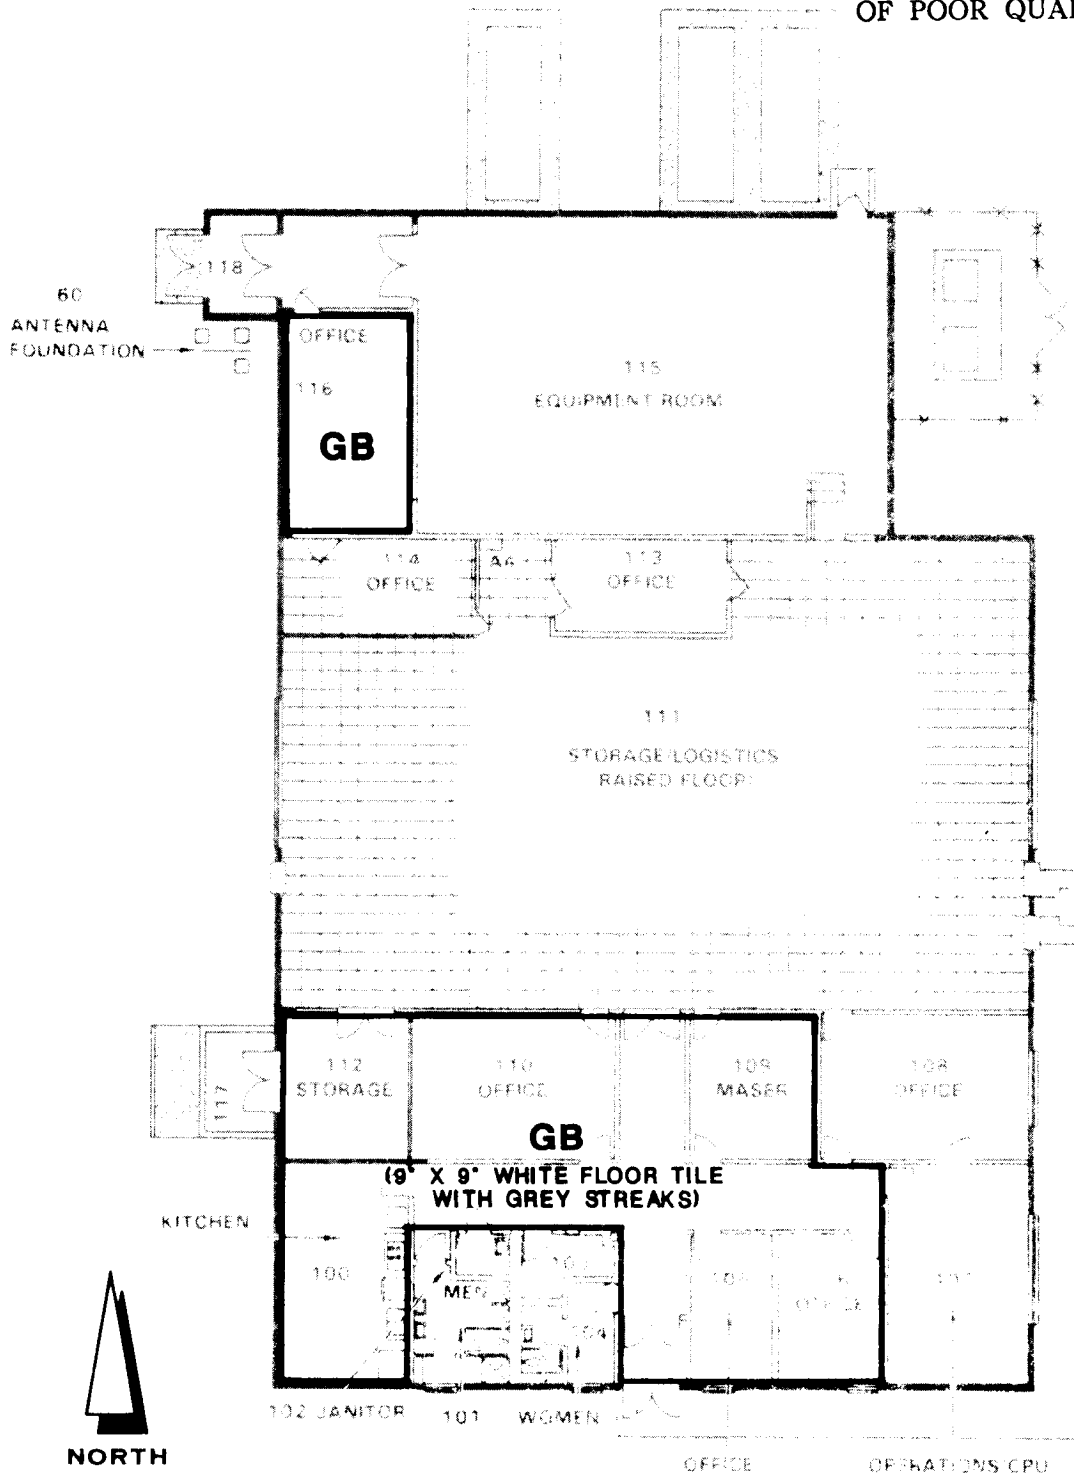 OF POOR QUAL
118
60
ANTENNA
FOUNDATION
OFFICE
116
GB
115
EQUIPMENT ROOM
114
OFFICE
AA
113
OFFICE
111
STORAGE/LOGISTICS
RAISED FLOOR
117
112
STORAGE
110
OFFICE
109
MASER
108
OFFICE
GB
(9" X 9" WHITE FLOOR TILE
WITH GREY STREAKS)
KITCHEN
100
MEN
102 JANITOR
101
WOMEN
OFFICE
OPERATIONS/CPU
NORTH